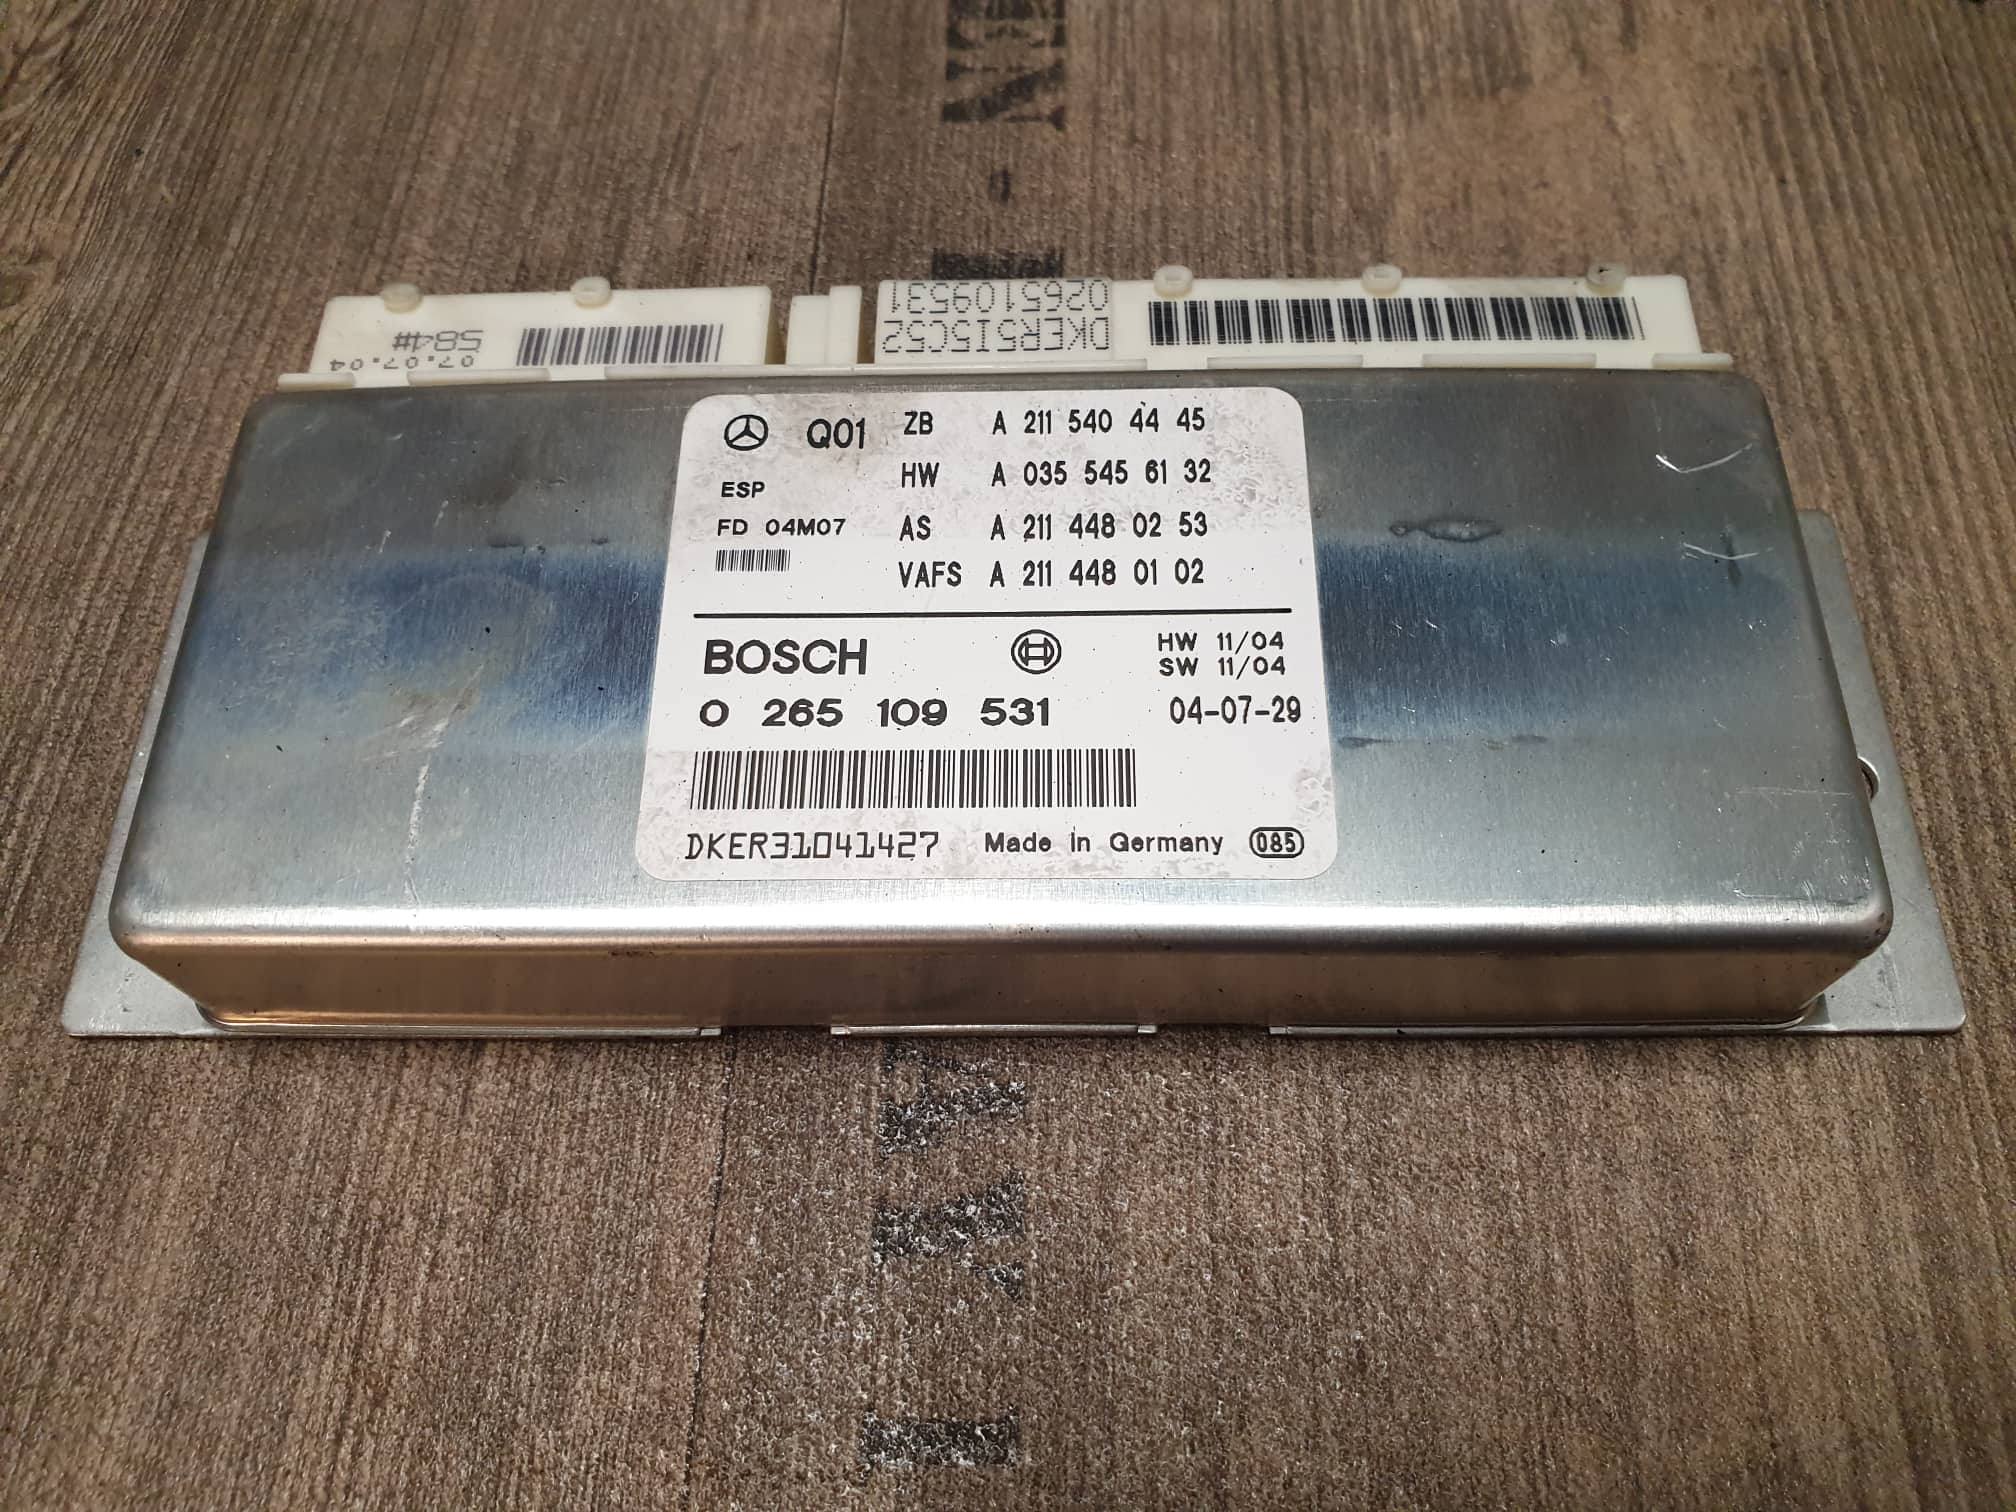 584#
07.07.04
0265109531
DKER5I5C52
Q01
ZB A 211 540 44 45
HW A 035 545 61 32
ESP
FD 04M07
AS A 211 448 02 53
VAFS A 211 448 01 02
BOSCH
HW 11/04
SW 11/04
0 265 109 531
04-07-29
DKER31041427 Made in Germany 085